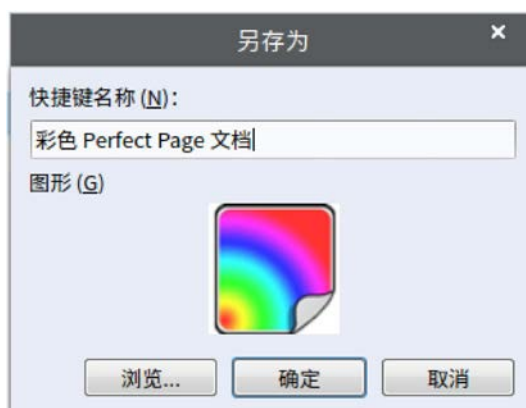 另存为
快捷键名称 (N)：
彩色 Perfect Page 文档
图形 (G)
浏览... 确定 取消